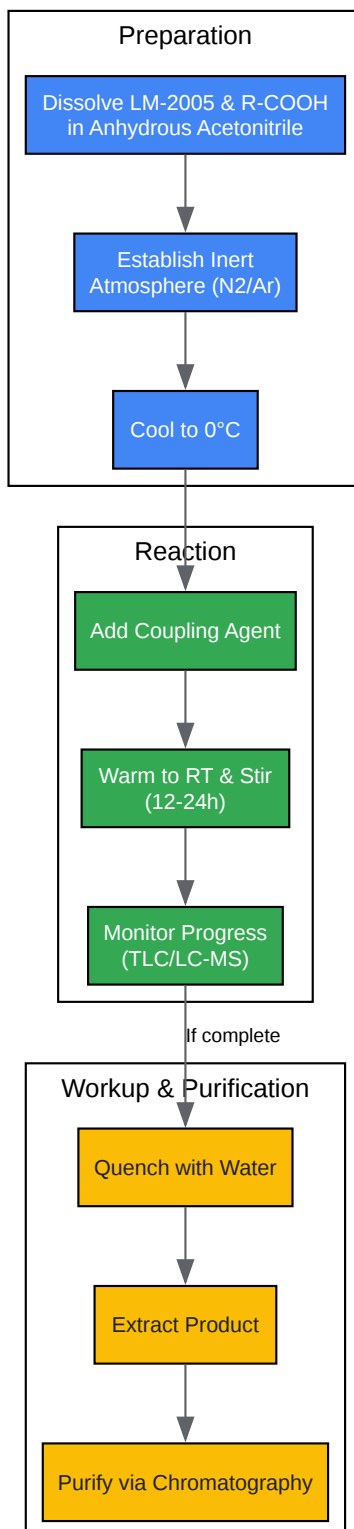 Preparation
Dissolve LM-2005 & R-COOH
in Anhydrous Acetonitrile
Establish Inert
Atmosphere (N2/Ar)
Cool to 0°C
Reaction
Add Coupling Agent
Warm to RT & Stir
(12-24h)
Monitor Progress
(TLC/LC-MS)
If complete
Workup & Purification
Quench with Water
Extract Product
Purify via Chromatography